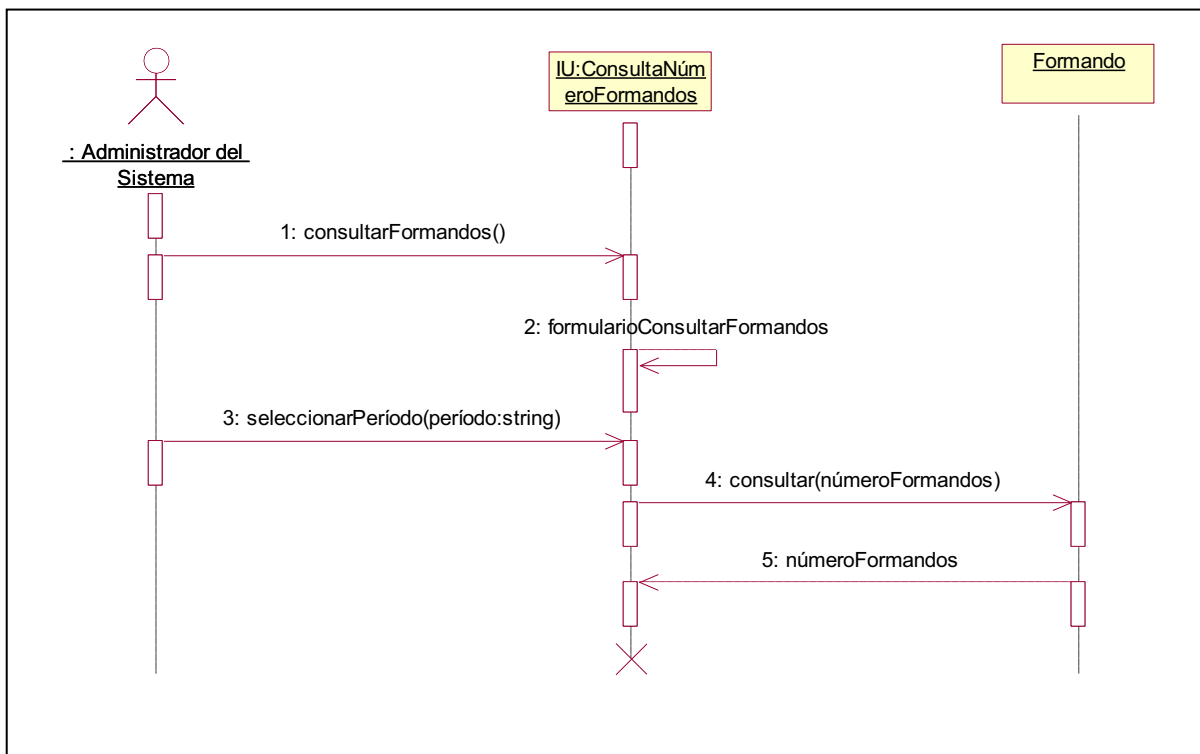 IU:ConsultaNúm
eroFormandos
Formando
: Administrador del
Sistema
1: consultarFormandos()
2: formularioConsultarFormandos
3: seleccionarPeríodo(período:string)
4: consultar(númeroFormandos)
5: númeroFormandos